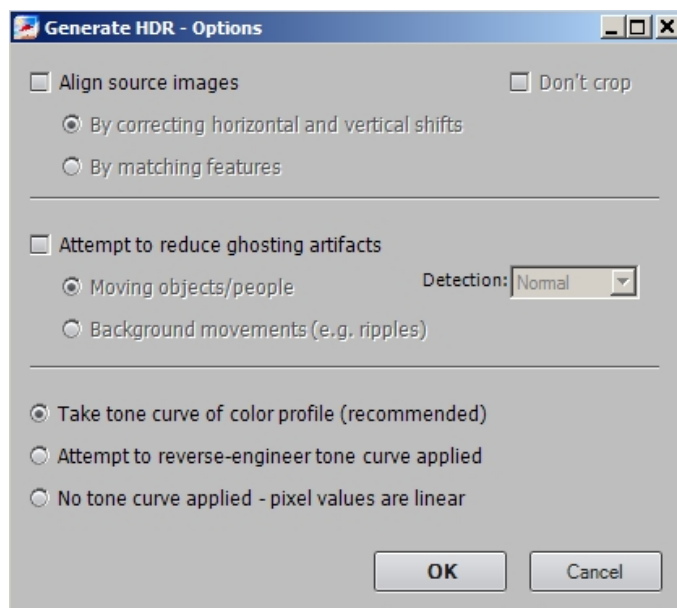 Generate HDR - Options
Align source images Don't crop
By correcting horizontal and vertical shifts
By matching features
Attempt to reduce ghosting artifacts
Moving objects/people Detection: Normal
Background movements (e.g. ripples)
Take tone curve of color profile (recommended)
Attempt to reverse-engineer tone curve applied
No tone curve applied - pixel values are linear
OK Cancel